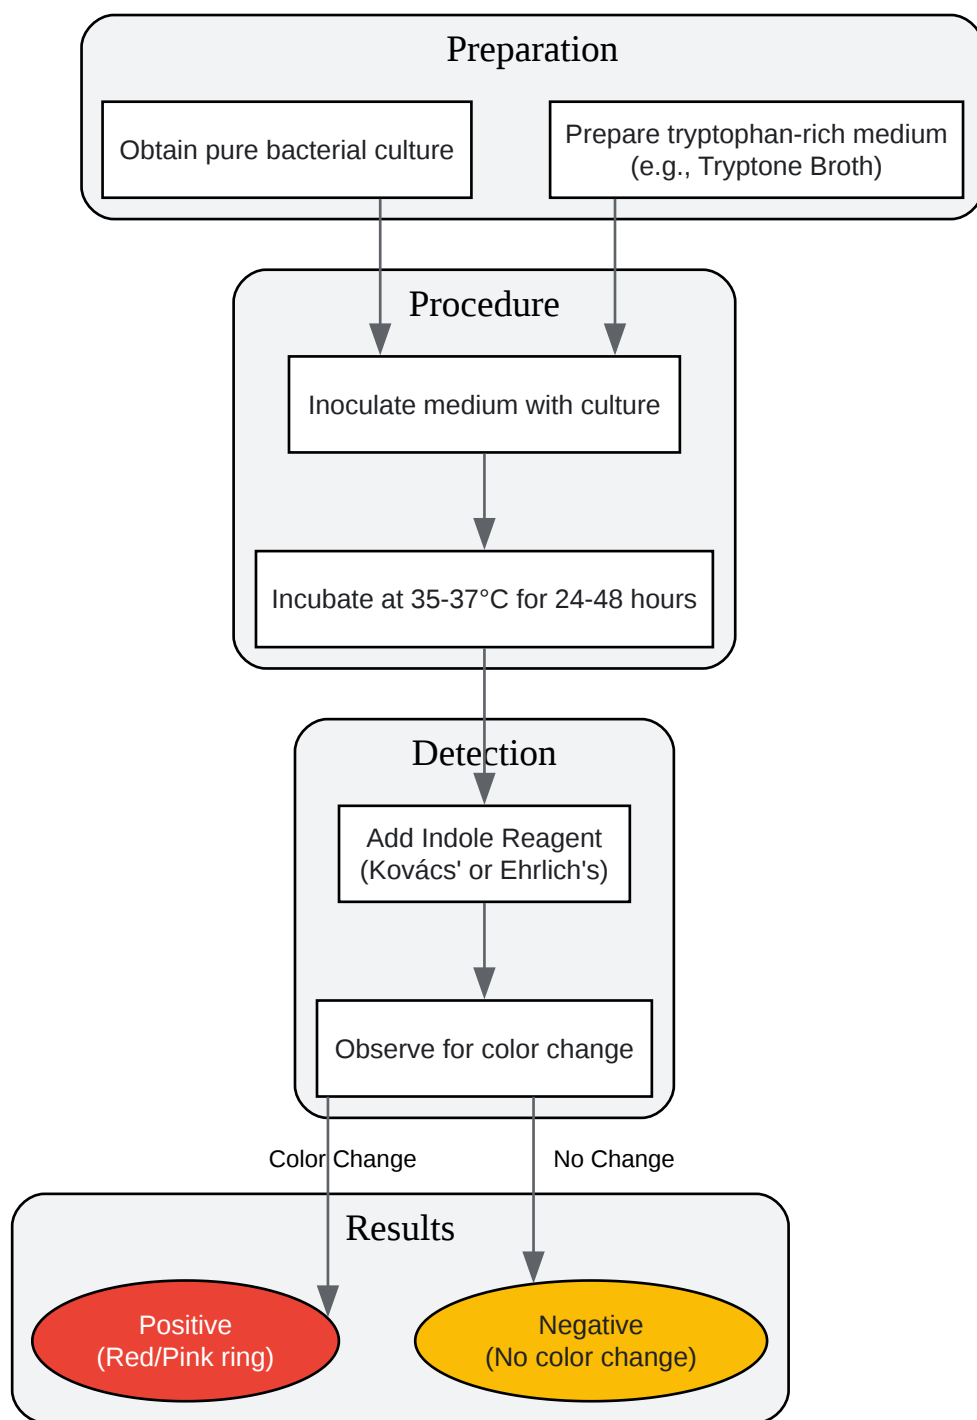 Preparation
Obtain pure bacterial culture
Prepare tryptophan-rich medium
(e.g., Tryptone Broth)
Procedure
Inoculate medium with culture
Incubate at 35-37°C for 24-48 hours
Detection
Add Indole Reagent
(Kovács' or Ehrlich's)
Observe for color change
Color Change
No Change
Results
Positive
(Red/Pink ring)
Negative
(No color change)